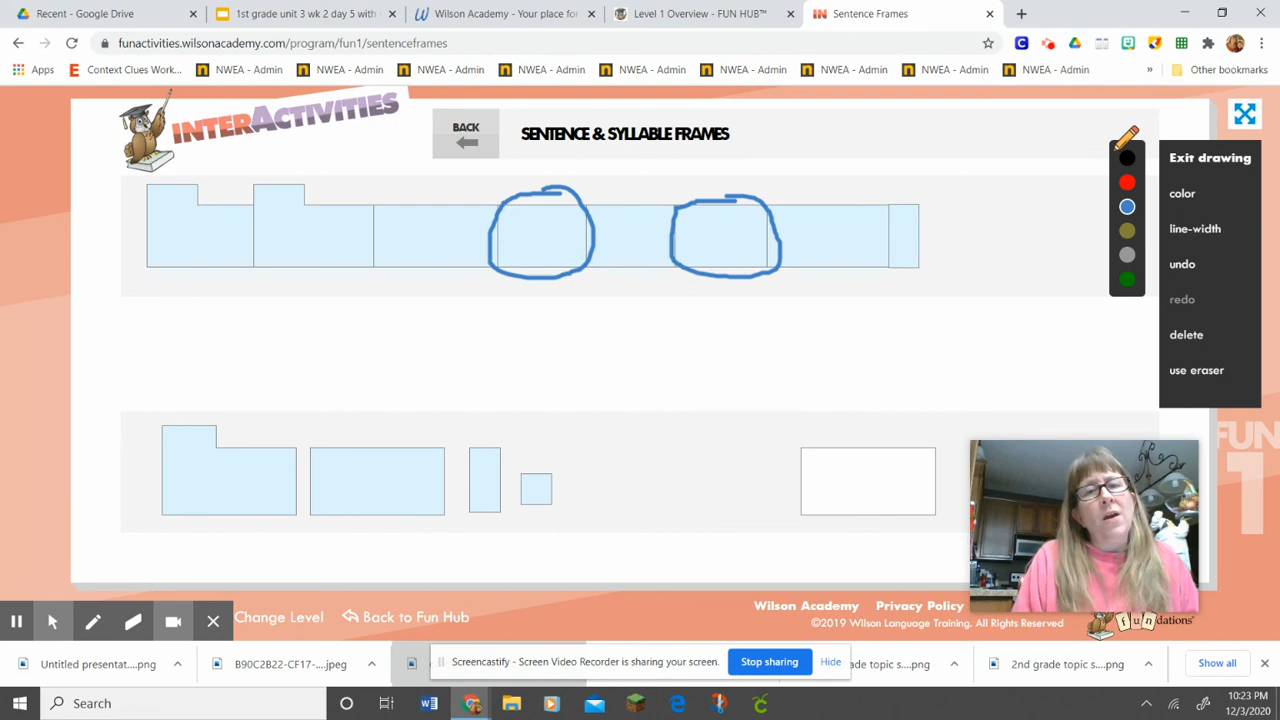 Recent - Google Drive
1st grade unit 3 wk 2 day 5 with
Wilson Academy - Your place for
Level 1 Overview - FUN HUB™
IN
Sentence Frames
funactivities.wilsonacademy.com/program/fun1/sentenceframes
Apps
Context Clues Work...
NWEA - Admin
NWEA - Admin
NWEA - Admin
NWEA - Admin
NWEA - Admin
NWEA - Admin
NWEA - Admin
NWEA - Admin
NWEA - Admin
»
Other bookmarks
INTERACTIVITIES
BACK
SENTENCE & SYLLABLE FRAMES
Exit drawing
color
line-width
undo
redo
delete
use eraser
FUN
1
Change Level
Back to Fun Hub
Wilson Academy
Privacy Policy
©2019 Wilson Language Training. All Rights Reserved
fundations
Untitled presentat....png
B90C2B22-CF17-....jpeg
Screencastify - Screen Video Recorder is sharing your screen.
Stop sharing
Hide
de topic s....png
2nd grade topic s....png
Show all
Search
10:23 PM
12/3/2020